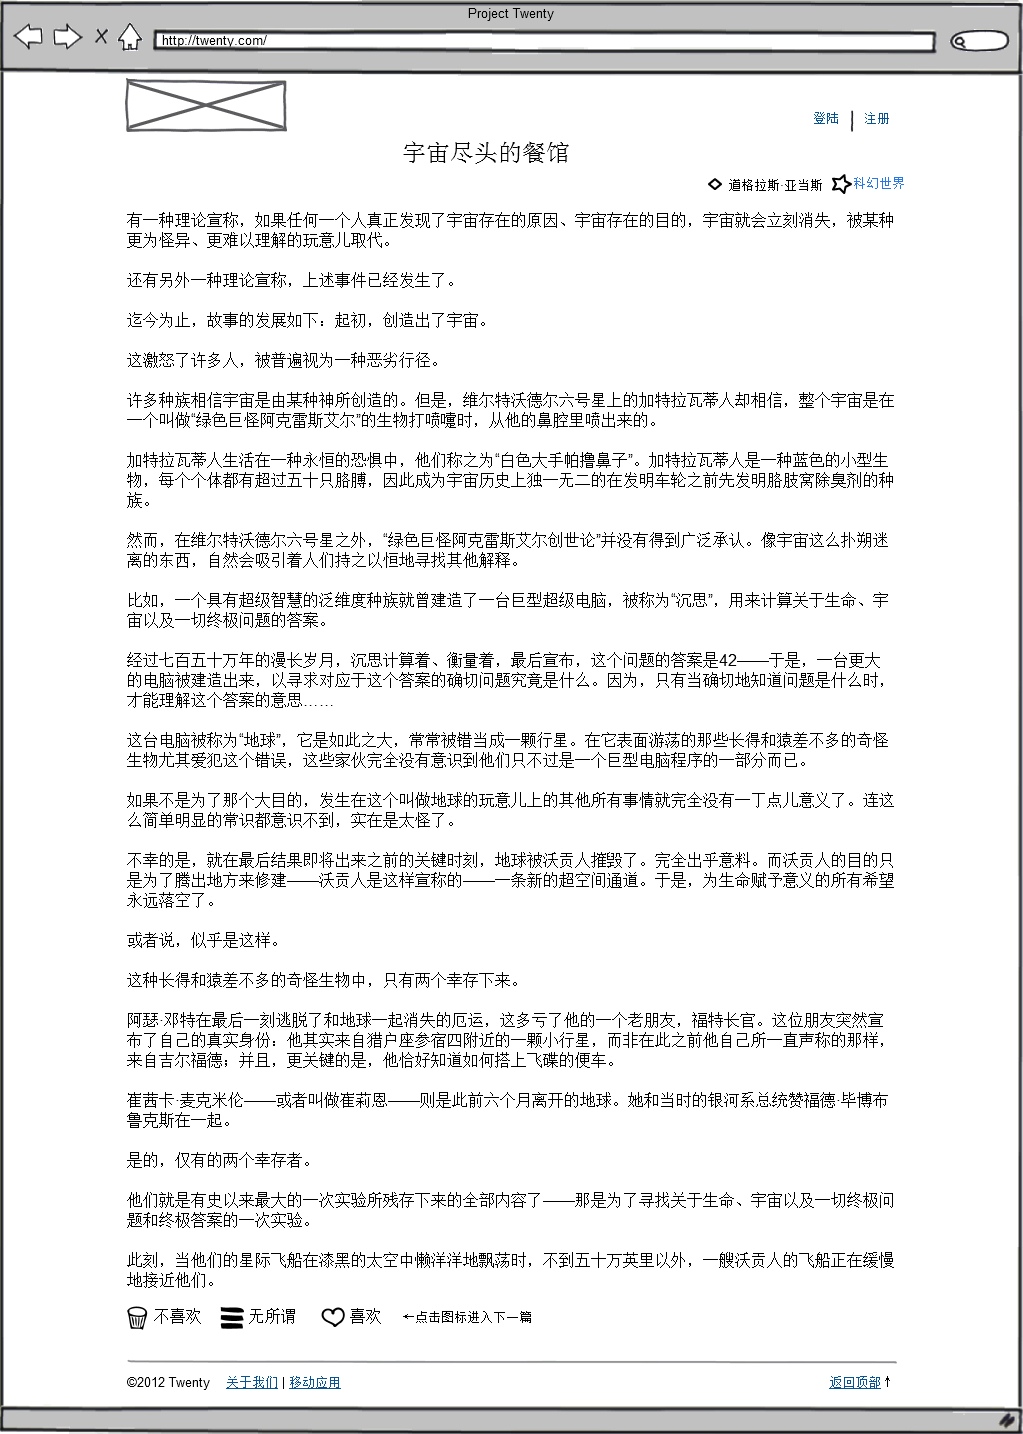 Project Twenty
http://twenty.com/
登陆 | 注册
宇宙尽头的餐馆
道格拉斯·亚当斯 科幻世界
有一种理论宣称，如果任何一个人真正发现了宇宙存在的原因、宇宙存在的目的，宇宙就会立刻消失，被某种
更为怪异、更难以理解的玩意儿取代。
还有另外一种理论宣称，上述事件已经发生了。
迄今为止，故事的发展如下：起初，创造出了宇宙。
这激怒了许多人，被普遍视为一种恶劣行径。
许多种族相信宇宙是由某种神所创造的。但是，维尔特沃德尔六号星上的加特拉瓦蒂人却相信，整个宇宙是在
一个叫做“绿色巨怪阿克雷斯艾尔”的生物打喷嚏时，从他的鼻腔里喷出来的。
加特拉瓦蒂人生活在一种永恒的恐惧中，他们称之为“白色大手帕撸鼻子”。加特拉瓦蒂人是一种蓝色的小型生
物，每个个体都有超过五十只胳膊，因此成为宇宙历史上独一无二的在发明车轮之前先发明胳肢窝除臭剂的种
族。
然而，在维尔特沃德尔六号星之外，“绿色巨怪阿克雷斯艾尔创世论”并没有得到广泛承认。像宇宙这么扑朔迷
离的东西，自然会吸引着人们持之以恒地寻找其他解释。
比如，一个具有超级智慧的泛维度种族就曾建造了一台巨型超级电脑，被称为“沉思”，用来计算关于生命、宇
宙以及一切终极问题的答案。
经过七百五十万年的漫长岁月，沉思计算着、衡量着，最后宣布，这个问题的答案是42——于是，一台更大
的电脑被建造出来，以寻求对应于这个答案的确切问题究竟是什么。因为，只有当确切地知道问题是什么时，
才能理解这个答案的意思……
这台电脑被称为“地球”，它是如此之大，常常被错当成一颗行星。在它表面游荡的那些长得和猿差不多的奇怪
生物尤其爱犯这个错误，这些家伙完全没有意识到他们只不过是一个巨型电脑程序的一部分而已。
如果不是为了那个大目的，发生在这个叫做地球的玩意儿上的其他所有事情就完全没有一丁点儿意义了。连这
么简单明显的常识都意识不到，实在是太怪了。
不幸的是，就在最后结果即将出来之前的关键时刻，地球被沃贡人摧毁了。完全出乎意料。而沃贡人的目的只
是为了腾出地方来修建——沃贡人是这样宣称的——一条新的超空间通道。于是，为生命赋予意义的所有希望
永远落空了。
或者说，似乎是这样。
这种长得和猿差不多的奇怪生物中，只有两个幸存下来。
阿瑟·邓特在最后一刻逃脱了和地球一起消失的厄运，这多亏了他的一个老朋友，福特长官。这位朋友突然宣
布了自己的真实身份：他其实来自猎户座参宿四附近的一颗小行星，而非在此之前他自己所一直声称的那样，
来自吉尔福德；并且，更关键的是，他恰好知道如何搭上飞碟的便车。
崔茜卡·麦克米伦——或者叫做崔莉恩——则是此前六个月离开的地球。她和当时的银河系总统赞福德·毕博布
鲁克斯在一起。
是的，仅有的两个幸存者。
他们就是有史以来最大的一次实验所残存下来的全部内容了——那是为了寻找关于生命、宇宙以及一切终极问
题和终极答案的一次实验。
此刻，当他们的星际飞船在漆黑的太空中懒洋洋地飘荡时，不到五十万英里以外，一艘沃贡人的飞船正在缓慢
地接近他们。
不喜欢 无所谓 喜欢 ←点击图标进入下一篇
©2012 Twenty 关于我们 | 移动应用 返回顶部↑